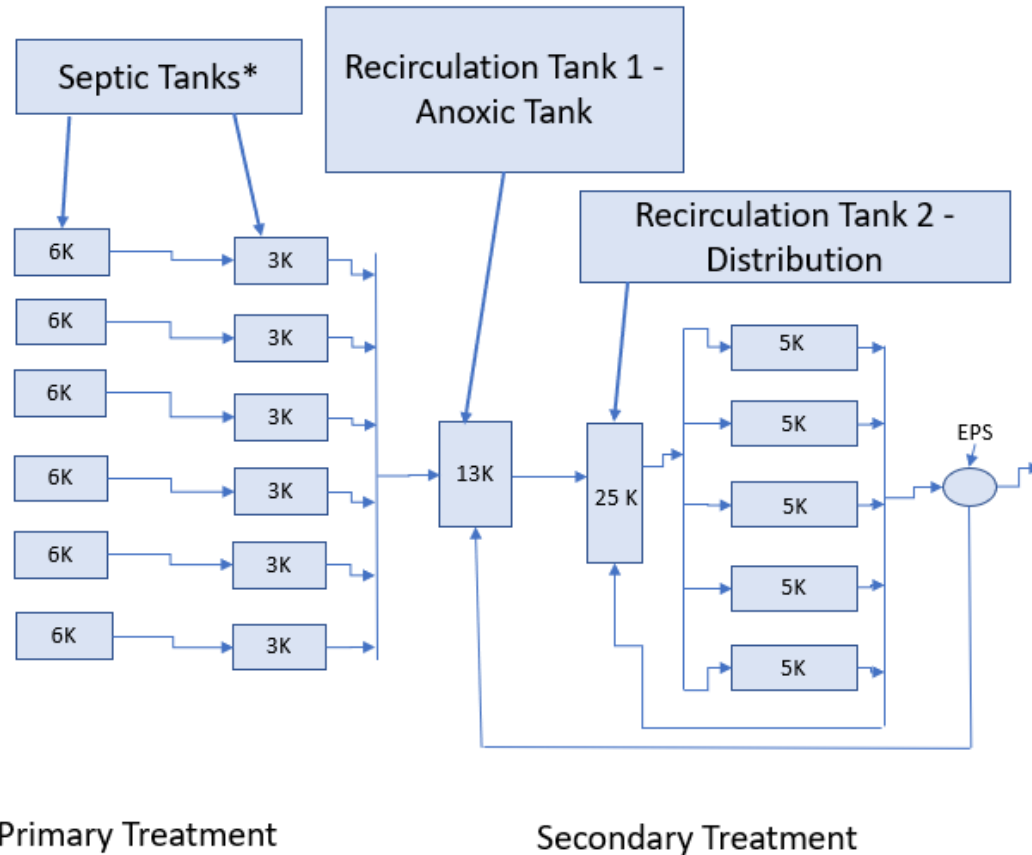 Septic Tanks*
Recirculation Tank 1 -
Anoxic Tank
Recirculation Tank 2 -
Distribution
6K
3K
6K
3K
6K
3K
6K
3K
6K
3K
6K
3K
13K
25 K
5K
5K
5K
5K
5K
EPS
Primary Treatment
Secondary Treatment